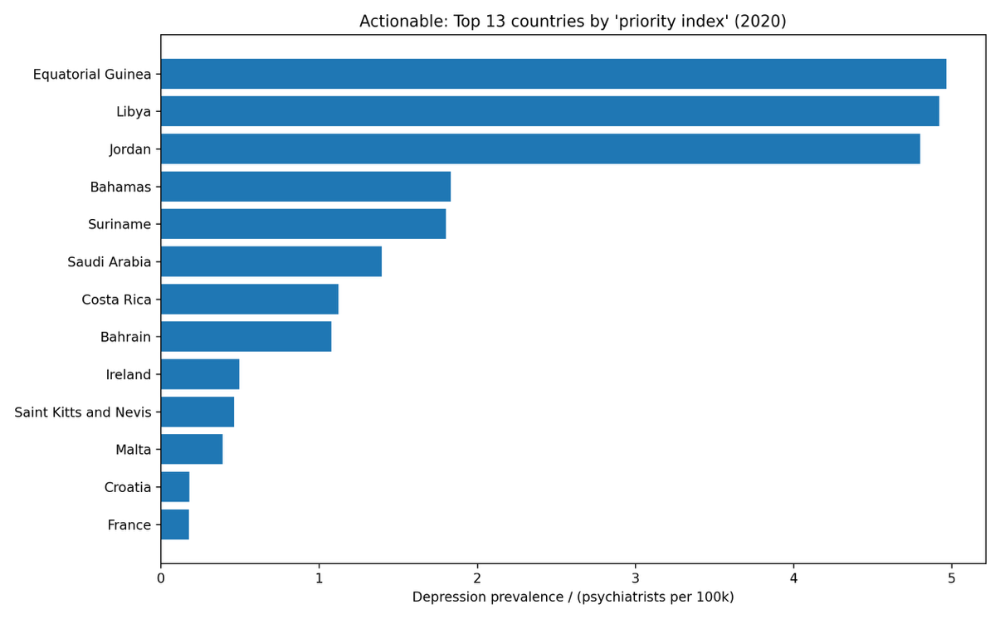 Actionable: Top 13 countries by 'priority index' (2020)
Equatorial Guinea
Libya
Jordan
Bahamas
Suriname
Saudi Arabia
Costa Rica
Bahrain
Ireland
Saint Kitts and Nevis
Malta
Croatia
France
0 1 2 3 4 5
Depression prevalence / (psychiatrists per 100k)